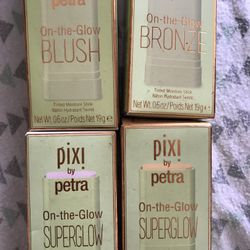 petra
On-the-Glow
BLUSH
Tinted Moisture Stick
Bâton Hydratant Teinté
Net Wt. 0.6oz/Poids Net 19g e
On-the-Glow
BRONZE
Tinted Moisture Stick
Bâton Hydratant Teinté
Net Wt. 0.6oz/Poids Net 19g e
pixi
by
petra
On-the-Glow
SUPERGLOW
pixi
by
petra
On-the-Glow
SUPERGLOW